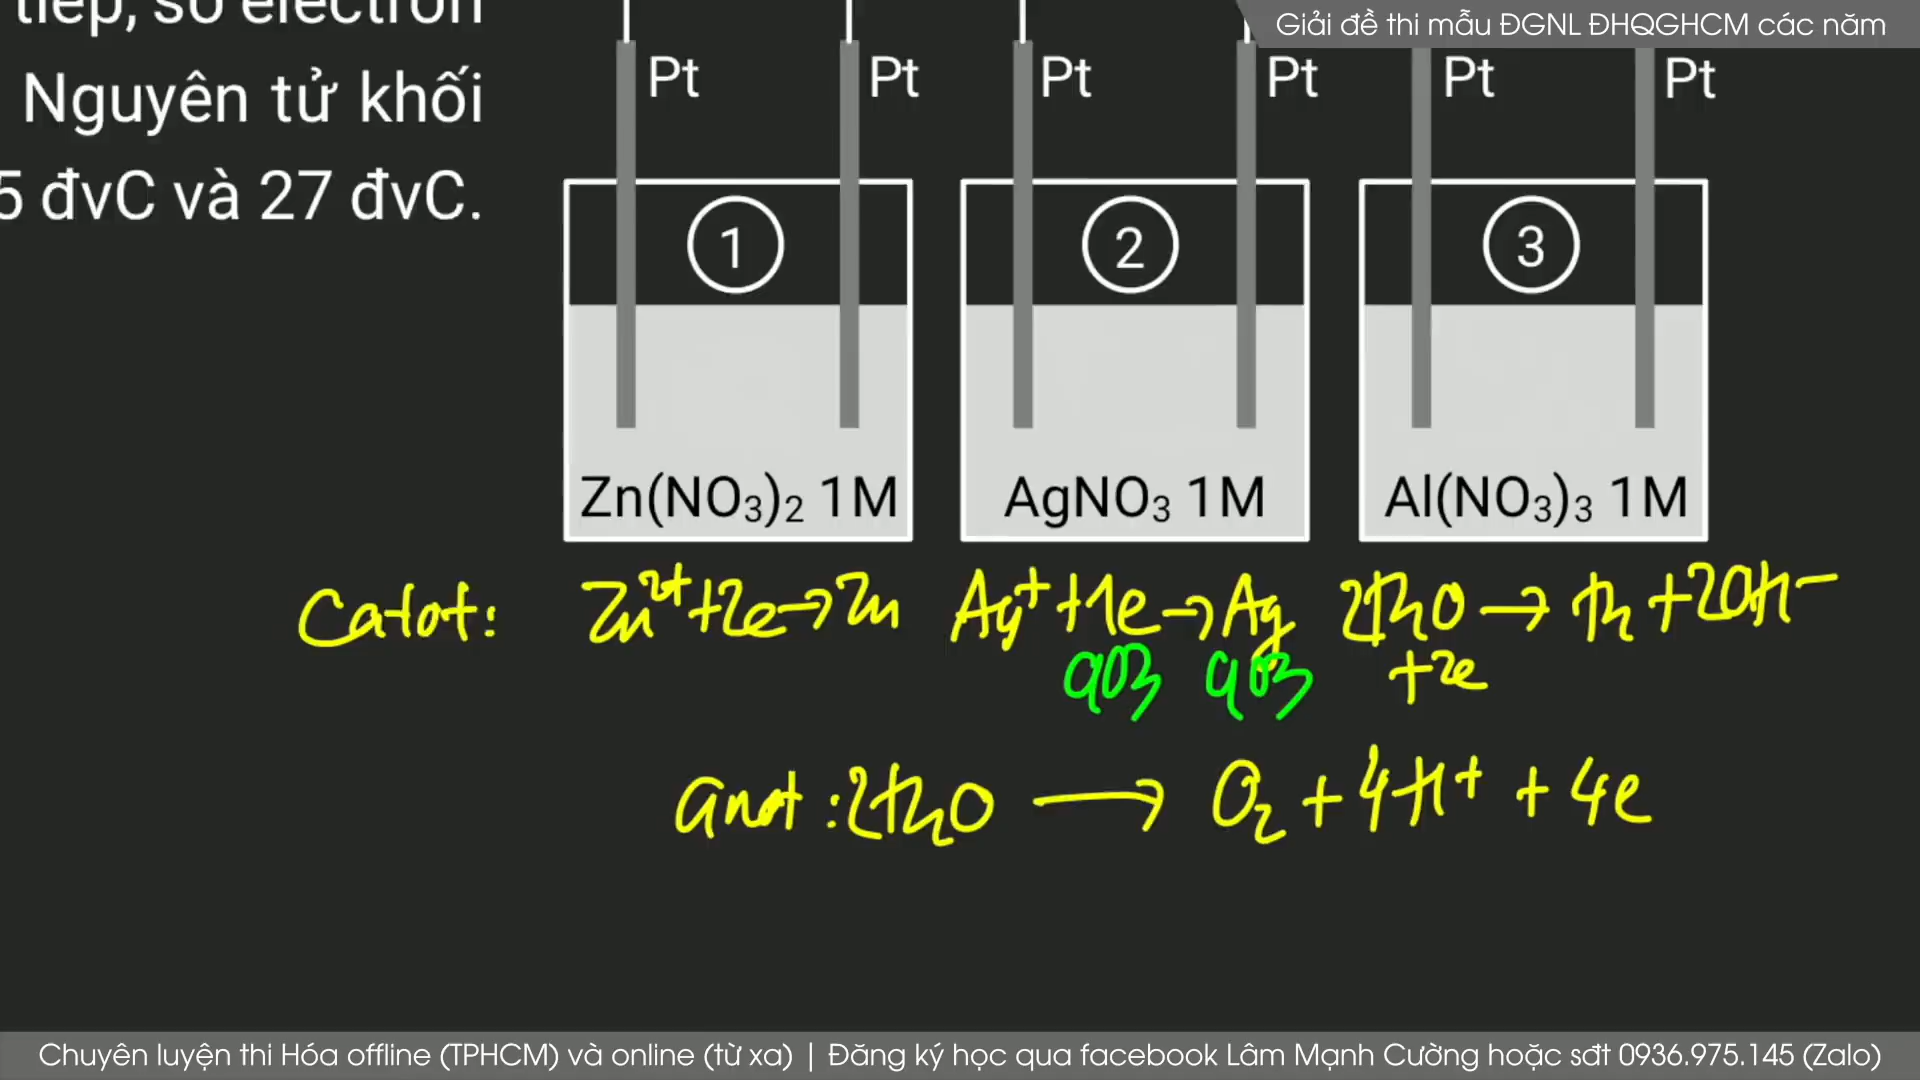 Giải đề thi mẫu ĐGNL ĐHQGHCM các năm
tiếp, số electron
Nguyên tử khối
5 đvC và 27 đvC.
Pt Pt Pt Pt Pt Pt
1 2 3
Zn(NO₃)₂ 1M AgNO₃ 1M Al(NO₃)₃ 1M
Catot: Zn²⁺+2e→Zn Ag⁺+1e→Ag 2H₂O→H₂+2OH⁻
0,03 0,03 +2e
anot: 2H₂O → O₂+4H⁺+4e
Chuyên luyện thi Hóa offline (TPHCM) và online (từ xa) | Đăng ký học qua facebook Lâm Mạnh Cường hoặc sđt 0936.975.145 (Zalo)